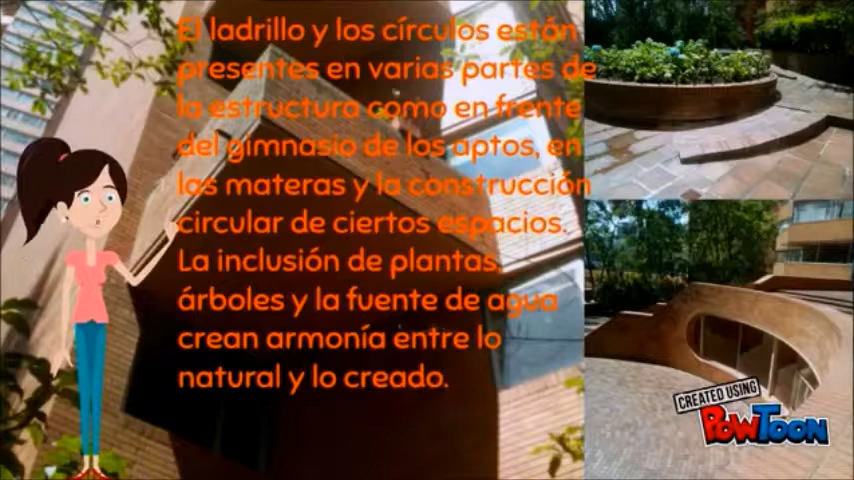 El ladrillo y los círculos están
presentes en varias partes de
la estructura como en frente
del gimnasio de los aptos, en
las materas y la construcción
circular de ciertos espacios.
La inclusión de plantas,
árboles y la fuente de agua
crean armonía entre lo
natural y lo creado.
CREATED USING
POWTOON